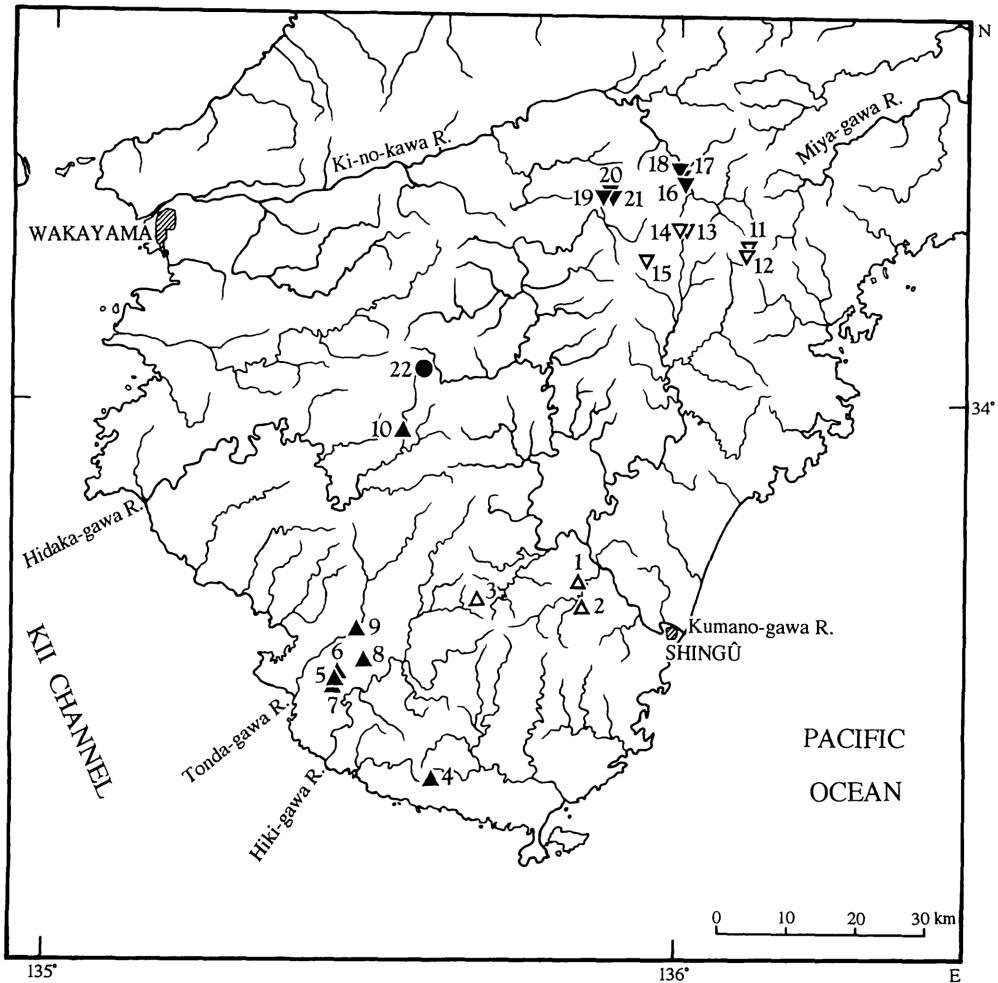 N
Miya-gawa R.
Ki-no-kawa R.
18 17
20 16
19 21
WAKAYAMA
14 13 11
15 12
22
34°
10
Hidaka-gawa R.
1
3 2
9
Kumano-gawa R.
6 8
SHINGÛ
5
7
KII CHANNEL
Tonda-gawa R.
PACIFIC
4
OCEAN
Hiki-gawa R.
0 10 20 30 km
135° 136° E